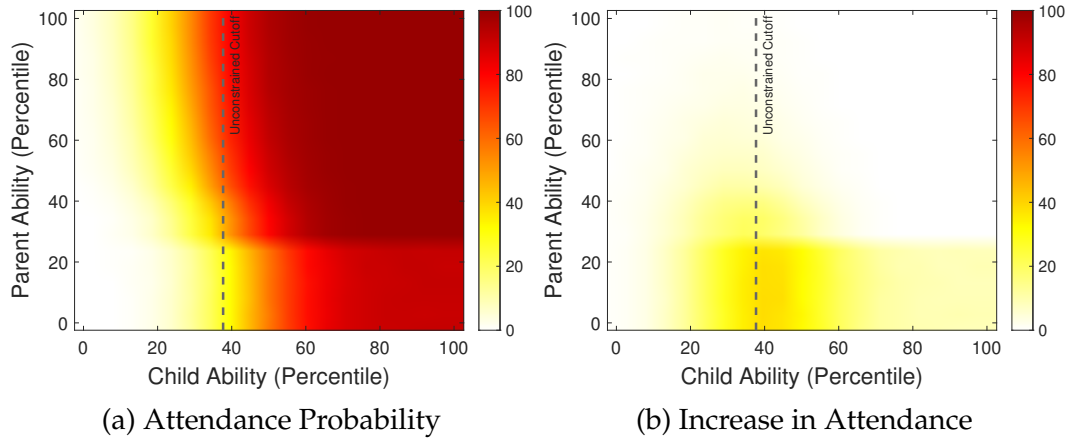 100
80
60
40
20
0
Parent Ability (Percentile)
Unconstrained Cutoff
0 20 40 60 80 100
Child Ability (Percentile)
100
80
60
40
20
0
(a) Attendance Probability
100
80
60
40
20
0
Parent Ability (Percentile)
Unconstrained Cutoff
0 20 40 60 80 100
Child Ability (Percentile)
100
80
60
40
20
0
(b) Increase in Attendance